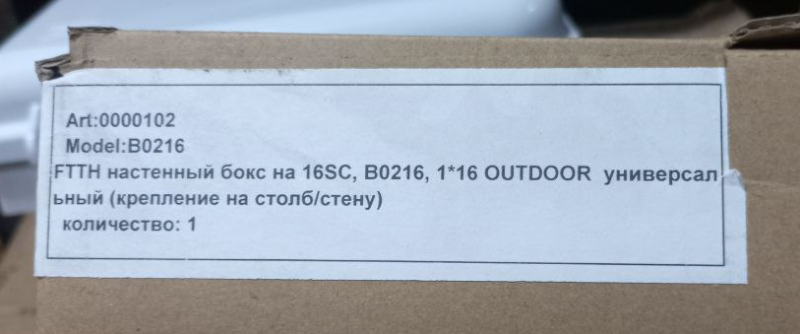 Art:0000102
Model:B0216
FTTH настенный бокс на 16SC, B0216, 1*16 OUTDOOR универсал
ьный (крепление на столб/стену)
количество: 1